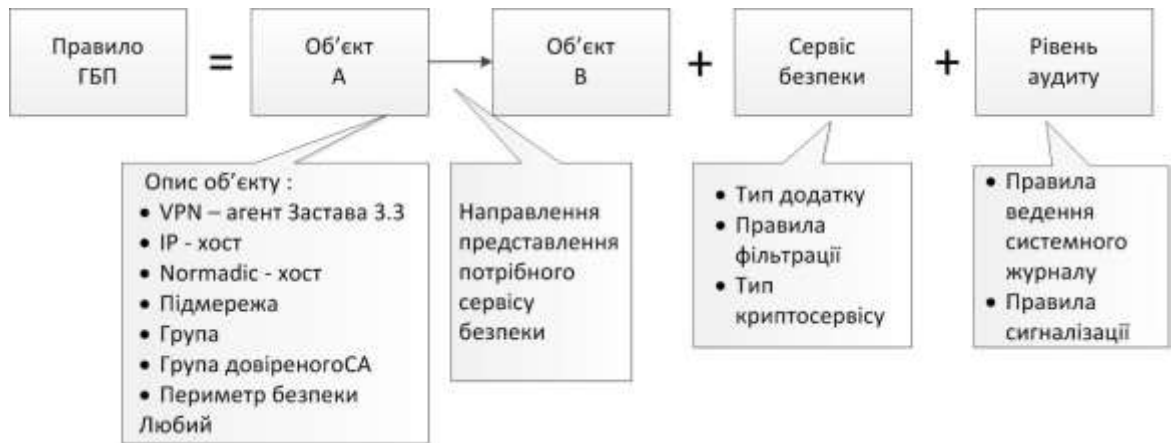 Правило
ГБП
=
Об’єкт
А
Об’єкт
В
+
Сервіс
безпеки
+
Рівень
аудиту
Опис об’єкту :
• VPN – агент Застава 3.3
• IP - хост
• Normadic - хост
• Підмережа
• Група
• Група довіреногоСА
• Периметр безпеки
Любий
Направлення
представлення
потрібного
сервісу
безпеки
• Тип додатку
• Правила
фільтрації
• Тип
криптосервісу
• Правила
ведення
системного
журналу
• Правила
сигналізації